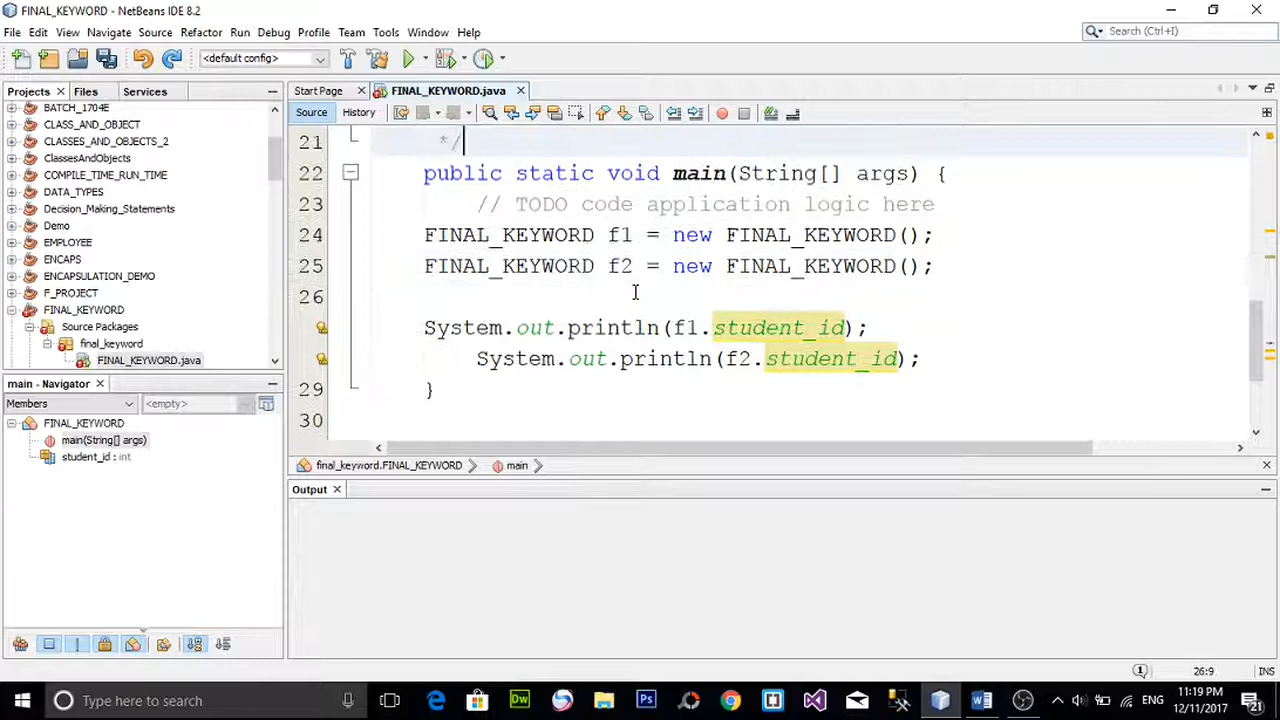 FINAL_KEYWORD - NetBeans IDE 8.2
File Edit View Navigate Source Refactor Run Debug Profile Team Tools Window Help
Search (Ctrl+I)
<default config>
Projects Files Services
Start Page FINAL_KEYWORD.java
Source History
BATCH_1704E
CLASS_AND_OBJECT
CLASSES_AND_OBJECTS_2
ClassesAndObjects
COMPILE_TIME_RUN_TIME
DATA_TYPES
Decision_Making_Statements
Demo
EMPLOYEE
ENCAPS
ENCAPSULATION_DEMO
F_PROJECT
FINAL_KEYWORD
Source Packages
final_keyword
FINAL_KEYWORD.java
21 */
22 public static void main(String[] args) {
23 // TODO code application logic here
24 FINAL_KEYWORD f1 = new FINAL_KEYWORD();
25 FINAL_KEYWORD f2 = new FINAL_KEYWORD();
26
System.out.println(f1.student_id);
System.out.println(f2.student_id);
29 }
30
main - Navigator
Members <empty>
FINAL_KEYWORD
main(String[] args)
student_id : int
final_keyword.FINAL_KEYWORD main
Output
1 26:9 INS
Type here to search
Dw
Ps
ENG
11:19 PM
12/11/2017
21